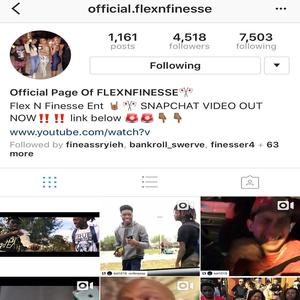 official.flexnfinesse
1,161 4,518 7,503
posts followers following
Following
Official Page Of FLEXNFINESSE
Flex N Finesse Ent 🤘🏾 SNAPCHAT VIDEO OUT
NOW‼️‼️ link below 🚨🚨👇🏾👇🏾
www.youtube.com/watch?v
Followed by fineassryieh, bankroll_swerve, finesser4 + 63
more